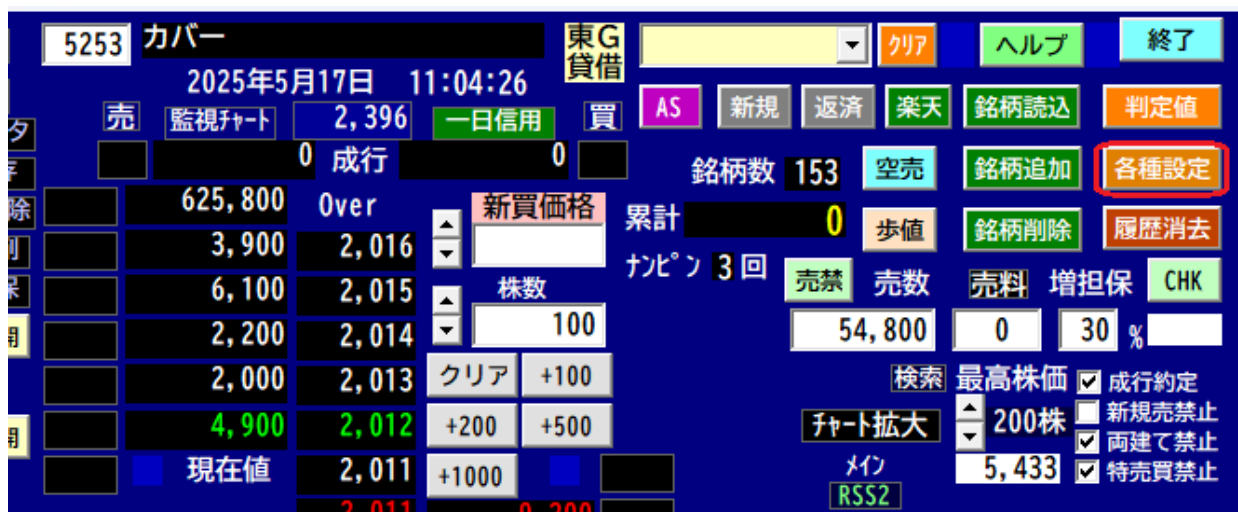 5253 カバー 東G クリア ヘルプ 終了
2025年5月17日 11:04:26 貸借
売 監視ﾁｬｰﾄ 2,396 一日信用 買 AS 新規 返済 楽天 銘柄読込 判定値
0 成行 0 銘柄数 153 空売 銘柄追加 各種設定
625,800 Over 新買価格 累計 0 歩値 銘柄削除 履歴消去
除 3,900 2,016 ﾅﾝﾋﾟﾝ 3回 売禁 売数 売料 増担保 CHK
6,100 2,015 株数
2,200 2,014 100 54,800 0 30 %
2,000 2,013 クリア +100 検索 最高株価 成行約定
4,900 2,012 +200 +500 ﾁｬｰﾄ拡大 200株 新規売禁止
両建て禁止
現在値 2,011 +1000 ﾒｲﾝ 5,433 特売買禁止
RSS2
2,011 9,200